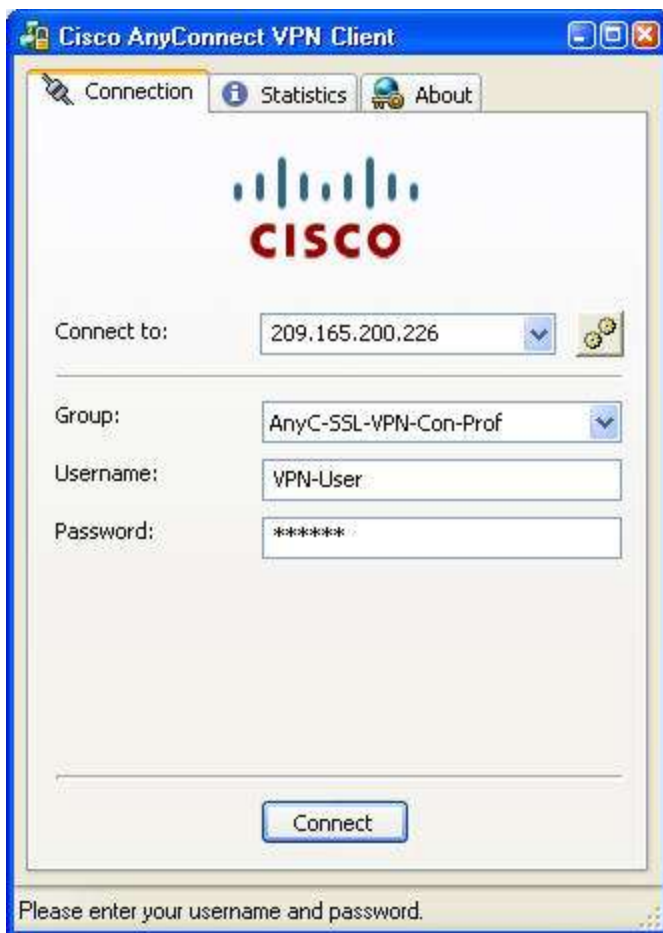 Cisco AnyConnect VPN Client
Connection Statistics About
CISCO
Connect to: 209.165.200.226
Group: AnyC-SSL-VPN-Con-Prof
Username: VPN-User
Password: ******
Connect
Please enter your username and password.